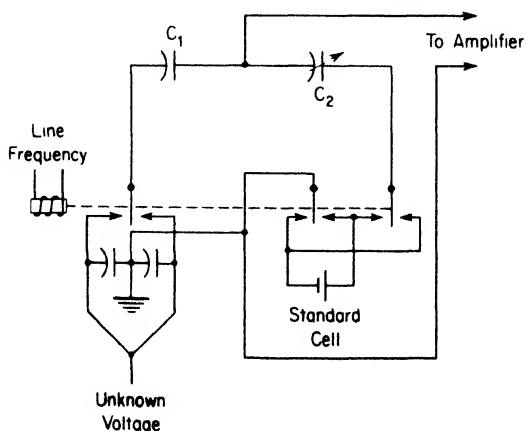 C1
To Amplifier
C2
Line
Frequency
Standard
Cell
Unknown
Voltage